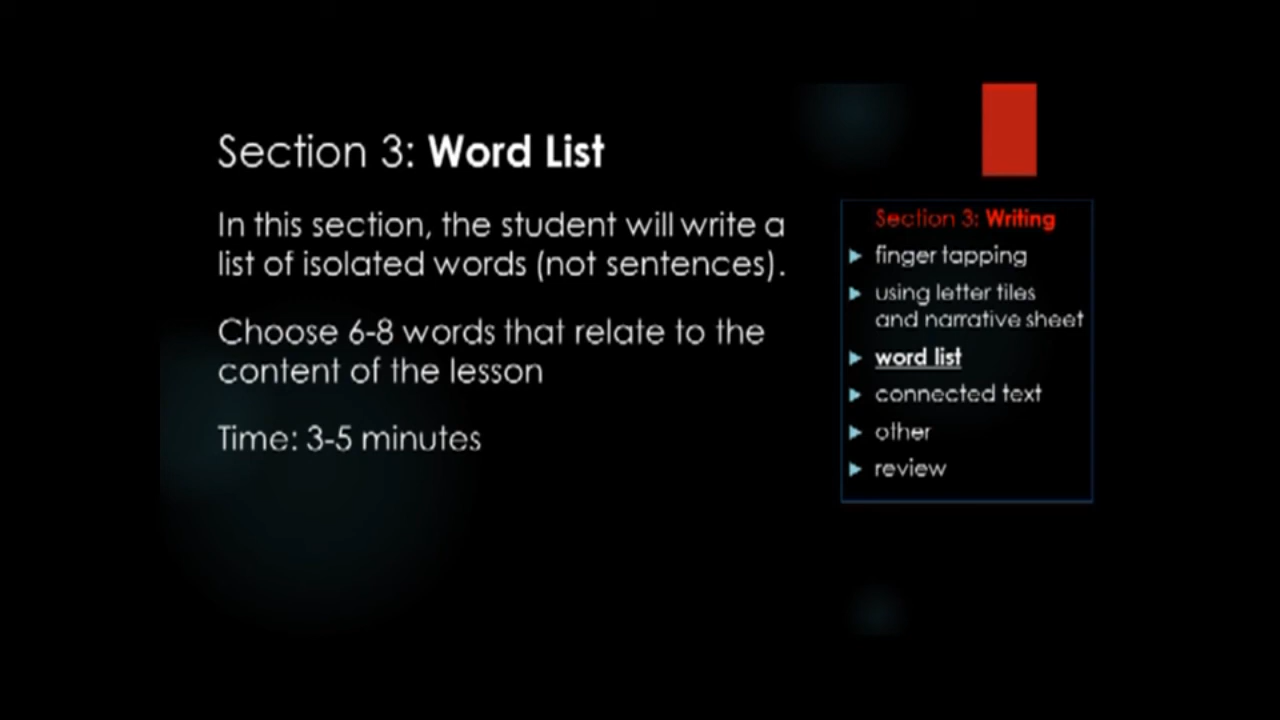 Section 3: Word List
In this section, the student will write a
list of isolated words (not sentences).
Choose 6-8 words that relate to the
content of the lesson
Time: 3-5 minutes
Section 3: Writing
finger tapping
using letter tiles
and narrative sheet
word list
connected text
other
review